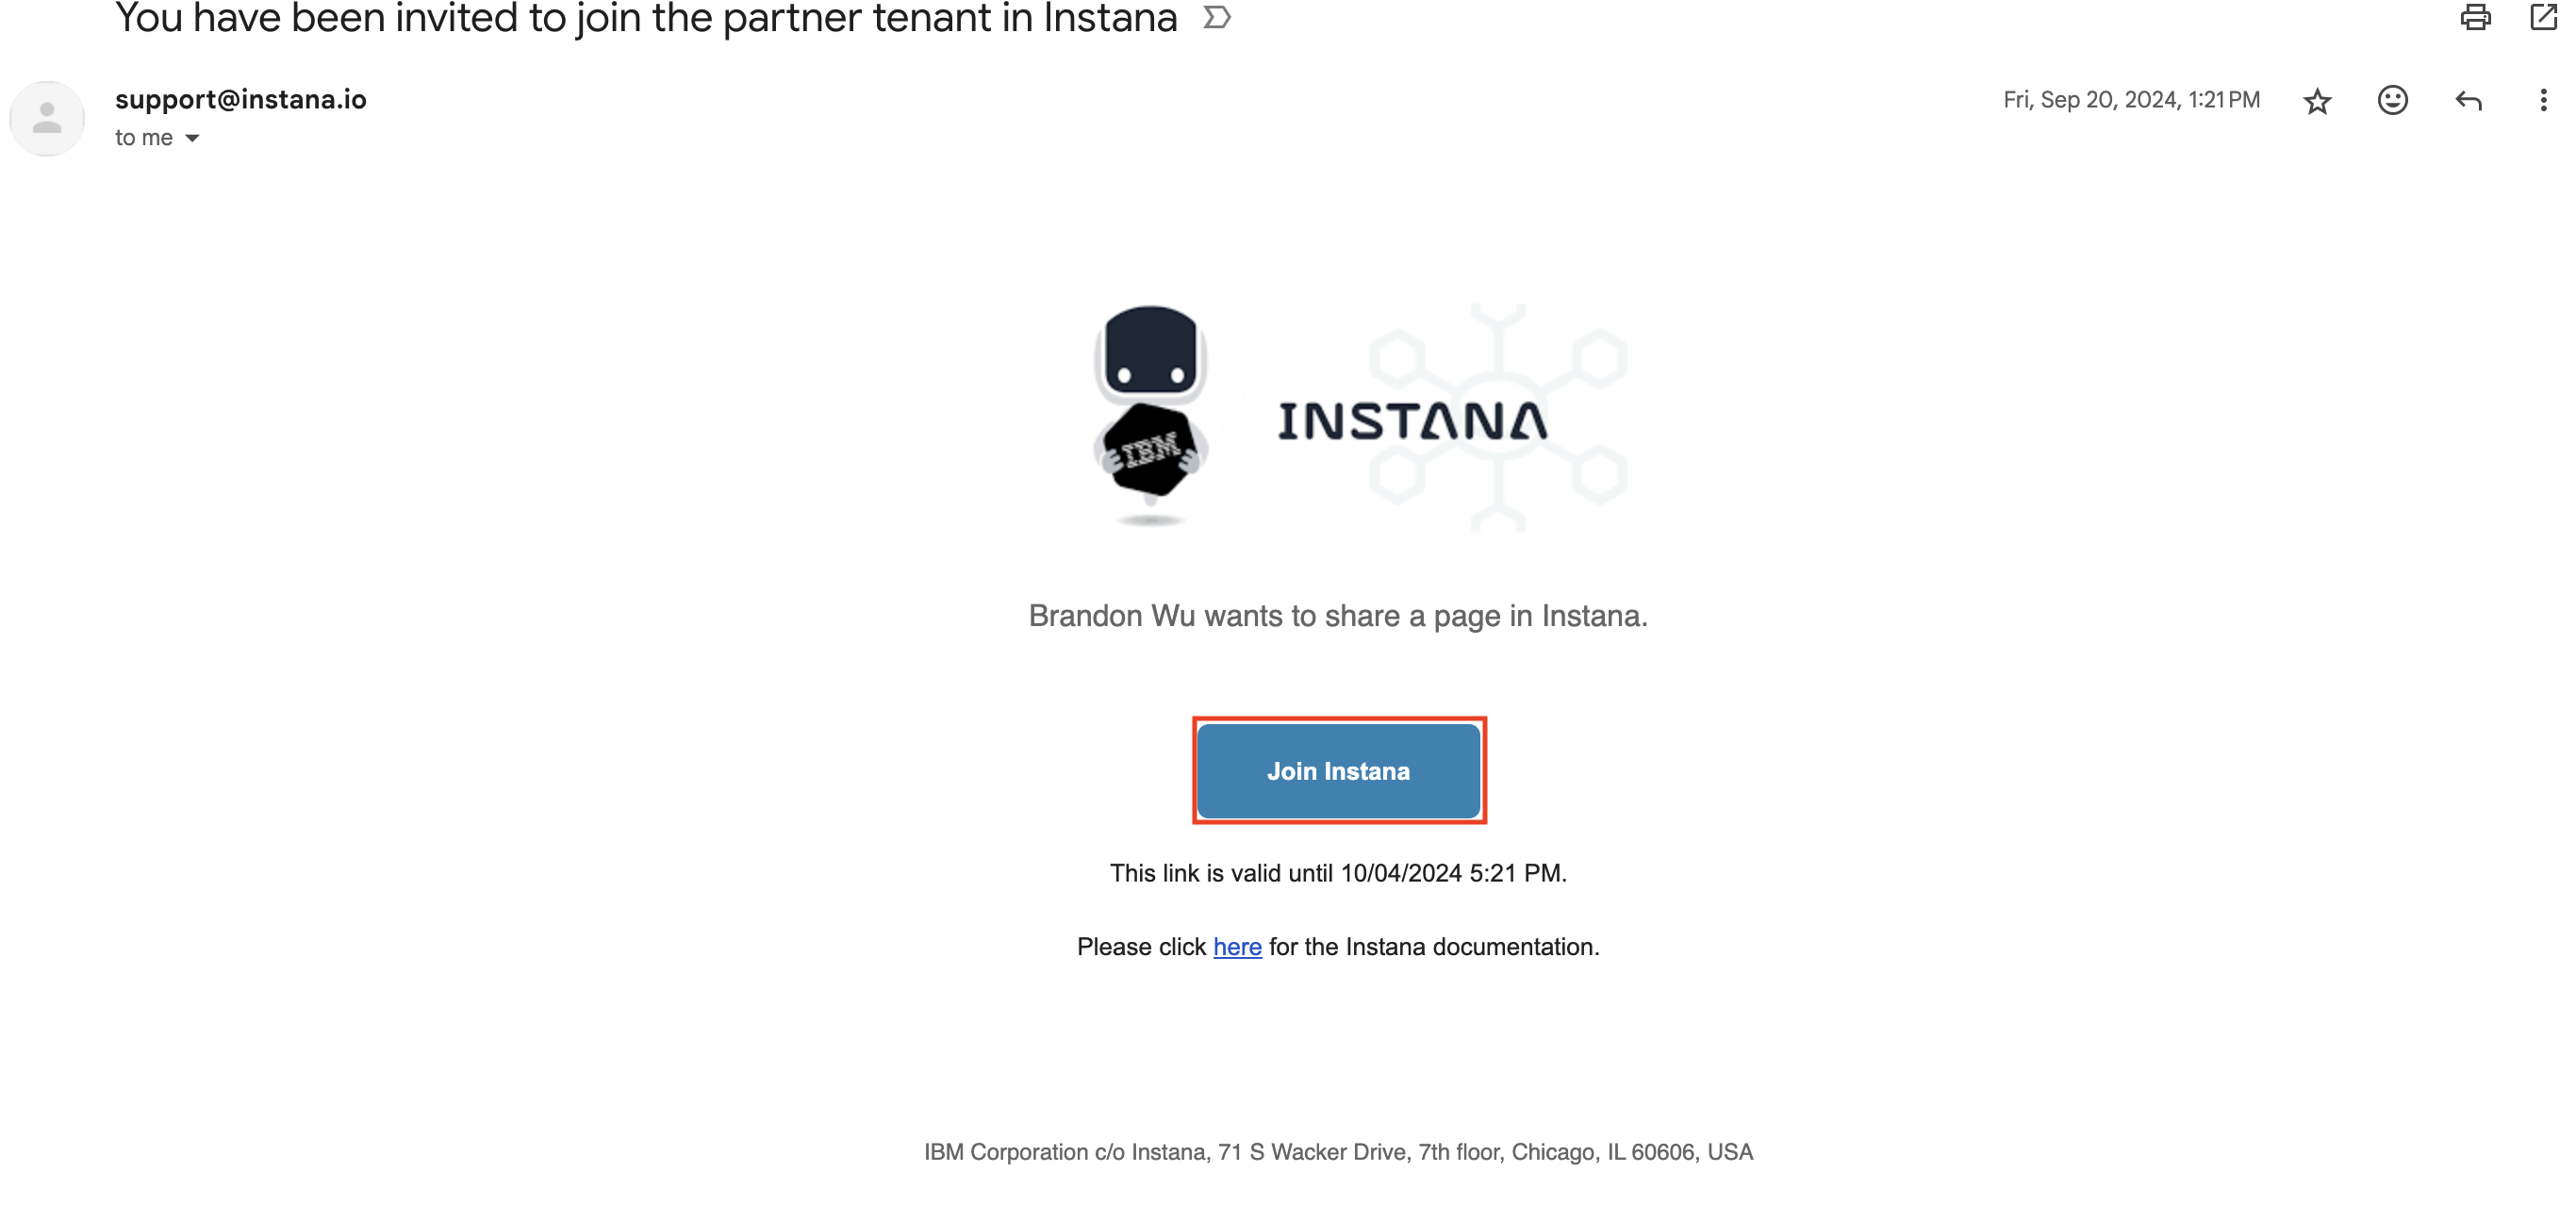 You have been invited to join the partner tenant in Instana
support@instana.io
Fri, Sep 20, 2024, 1:21 PM
to me
IBM
INSTANA
Brandon Wu wants to share a page in Instana.
Join Instana
This link is valid until 10/04/2024 5:21 PM.
Please click here for the Instana documentation.
IBM Corporation c/o Instana, 71 S Wacker Drive, 7th floor, Chicago, IL 60606, USA